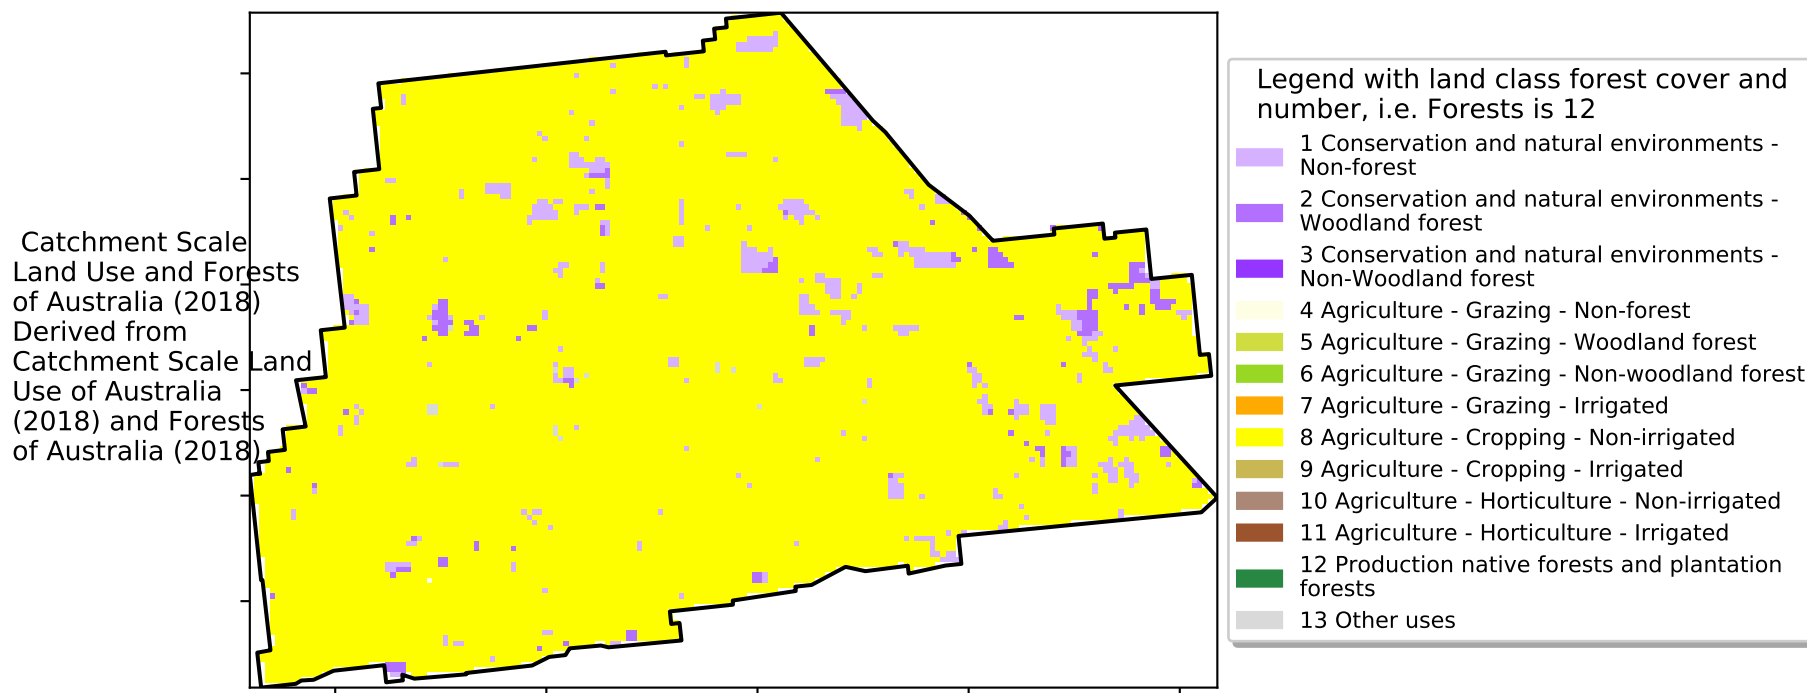 Catchment Scale
Land Use and Forests
of Australia (2018)
Derived from
Catchment Scale Land
Use of Australia
(2018) and Forests
of Australia (2018)
Legend with land class forest cover and
number, i.e. Forests is 12
1 Conservation and natural environments -
Non-forest
2 Conservation and natural environments -
Woodland forest
3 Conservation and natural environments -
Non-Woodland forest
4 Agriculture - Grazing - Non-forest
5 Agriculture - Grazing - Woodland forest
6 Agriculture - Grazing - Non-woodland forest
7 Agriculture - Grazing - Irrigated
8 Agriculture - Cropping - Non-irrigated
9 Agriculture - Cropping - Irrigated
10 Agriculture - Horticulture - Non-irrigated
11 Agriculture - Horticulture - Irrigated
12 Production native forests and plantation
forests
13 Other uses